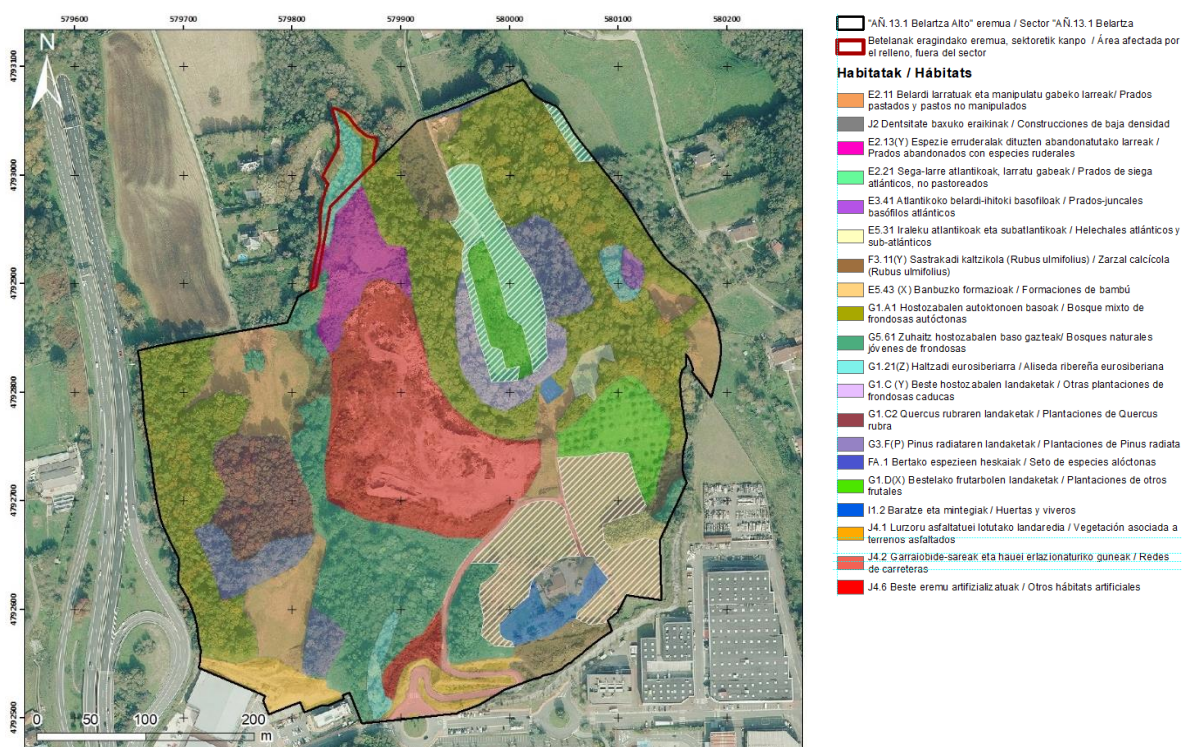 579600 579700 579800 579900 580000 580100 580200
N
4793100
4793000
4792900
4792800
4792700
4792600
4792500
0 50 100 200
m
"AÑ.13.1 Belartza Alto" eremua / Sector "AÑ.13.1 Belartza
Betelanak eragindako eremua, sektoretik kanpo / Área afectada por
el relleno, fuera del sector
Habitatak / Hábitats
E2.11 Belardi larratuak eta manipulatu gabeko larreak/ Prados
pastados y pastos no manipulados
J2 Dentsitate baxuko eraikinak / Construcciones de baja densidad
E2.13(Y) Espezie erruderalak dituzten abandonatutako larreak /
Prados abandonados con especies ruderales
E2.21 Sega-larre atlantikoak, larratu gabeak / Prados de siega
atlánticos, no pastoreados
E3.41 Atlantikoko belardi-ihitoki basofiloak / Prados-juncales
basófilos atlánticos
E5.31 Iraleku atlantikoak eta subatlantikoak / Helechales atlánticos y
sub-atlánticos
F3.11(Y) Sastrakadi kaltzikola (Rubus ulmifolius) / Zarzal calcícola
(Rubus ulmifolius)
E5.43 (X) Banbuzko formazioak / Formaciones de bambú
G1.A1 Hostozabalen autoktonoen basoak / Bosque mixto de
frondosas autóctonas
G5.61 Zuhaitz hostozabalen baso gazteak/ Bosques naturales
jóvenes de frondosas
G1.21(Z) Haltzadi eurosiberiarra / Aliseda ribereña eurosiberiana
G1.C (Y) Beste hostozabalen landaketak / Otras plantaciones de
frondosas caducas
G1.C2 Quercus rubraren landaketak / Plantaciones de Quercus
rubra
G3.F(P) Pinus radiataren landaketak / Plantaciones de Pinus radiata
FA.1 Bertako espezieen heskaiak / Seto de especies alóctonas
G1.D(X) Bestelako frutarbolen landaketak / Plantaciones de otros
frutales
I1.2 Baratze eta mintegiak / Huertas y viveros
J4.1 Lurzoru asfaltatuei lotutako landaredia / Vegetación asociada a
terrenos asfaltados
J4.2 Garraiobide-sareak eta hauei erlazionaturiko guneak / Redes
de carreteras
J4.6 Beste eremu artifizializatuak / Otros hábitats artificiales